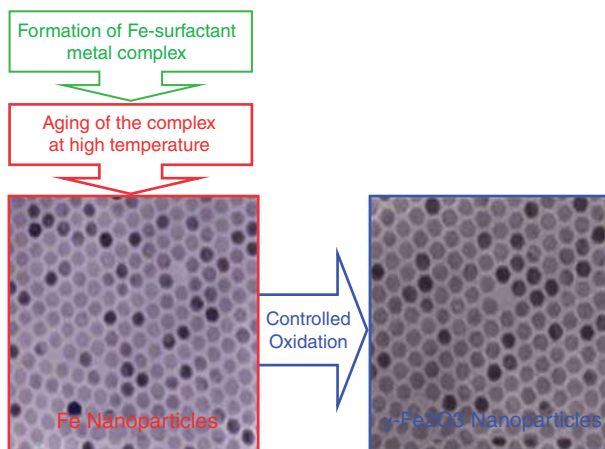 Formation of Fe-surfactant
metal complex
Aging of the complex
at high temperature
Controlled
Oxidation
Fe Nanoparticles
γ-Fe2O3 Nanoparticles